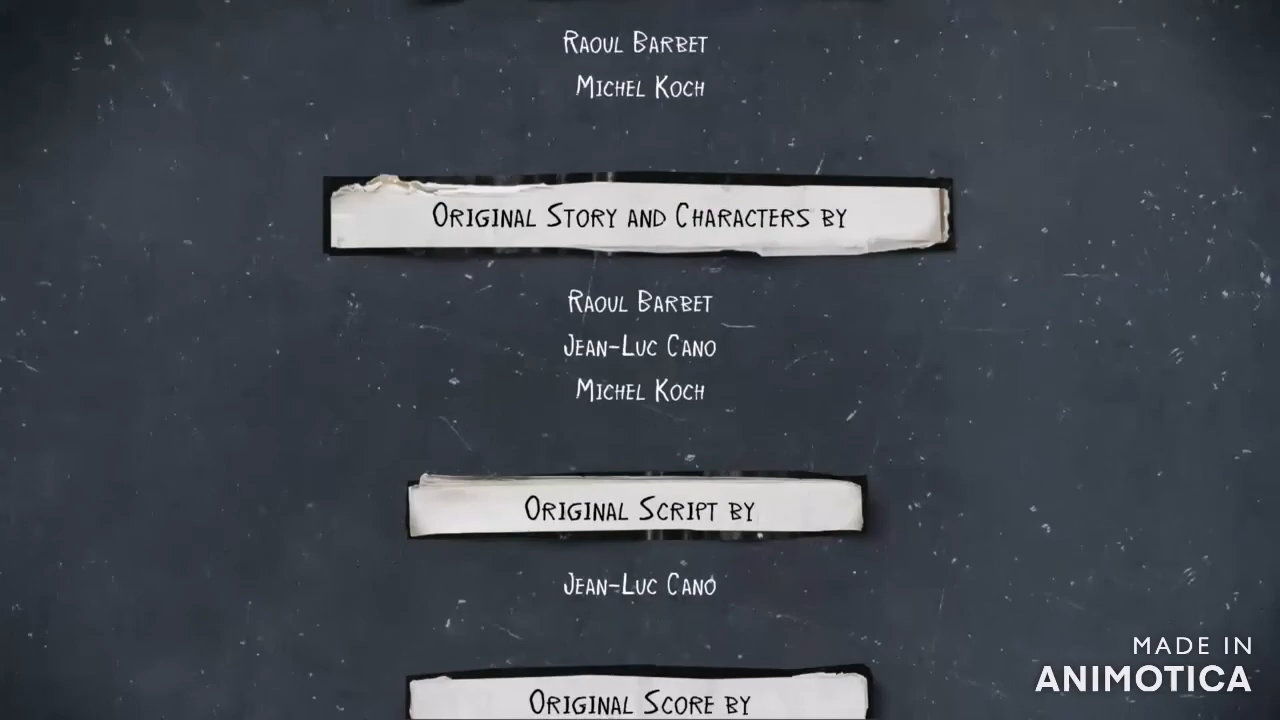 Raoul Barbet
Michel Koch
Original Story and Characters by
Raoul Barbet
Jean-Luc Cano
Michel Koch
Original Script by
Jean-Luc Cano
Original Score by
MADE IN
ANIMOTICA